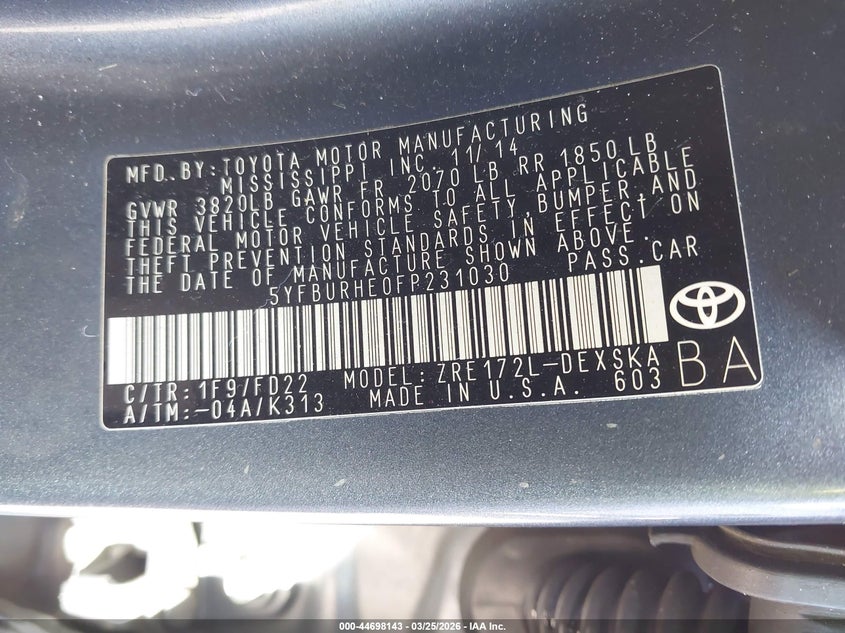 MFD. BY: TOYOTA MOTOR MANUFACTURING
MISSISSIPPI INC 11/14
GVWR 3820LB GAWR FR 2070 LB RR 1850 LB
THIS VEHICLE CONFORMS TO ALL APPLICABLE
FEDERAL MOTOR VEHICLE SAFETY, BUMPER, AND
THEFT PREVENTION STANDARDS IN EFFECT ON
THE DATE OF MANUFACTURE SHOWN ABOVE.
5YFBURHE0FP231030 PASS. CAR
C/TR: 1F9/FD22 MODEL: ZRE172L-DEXSKA
A/TM: -04A/K313 MADE IN U.S.A. 603
BA
000-44698143 - 03/25/2026 - IAA Inc.